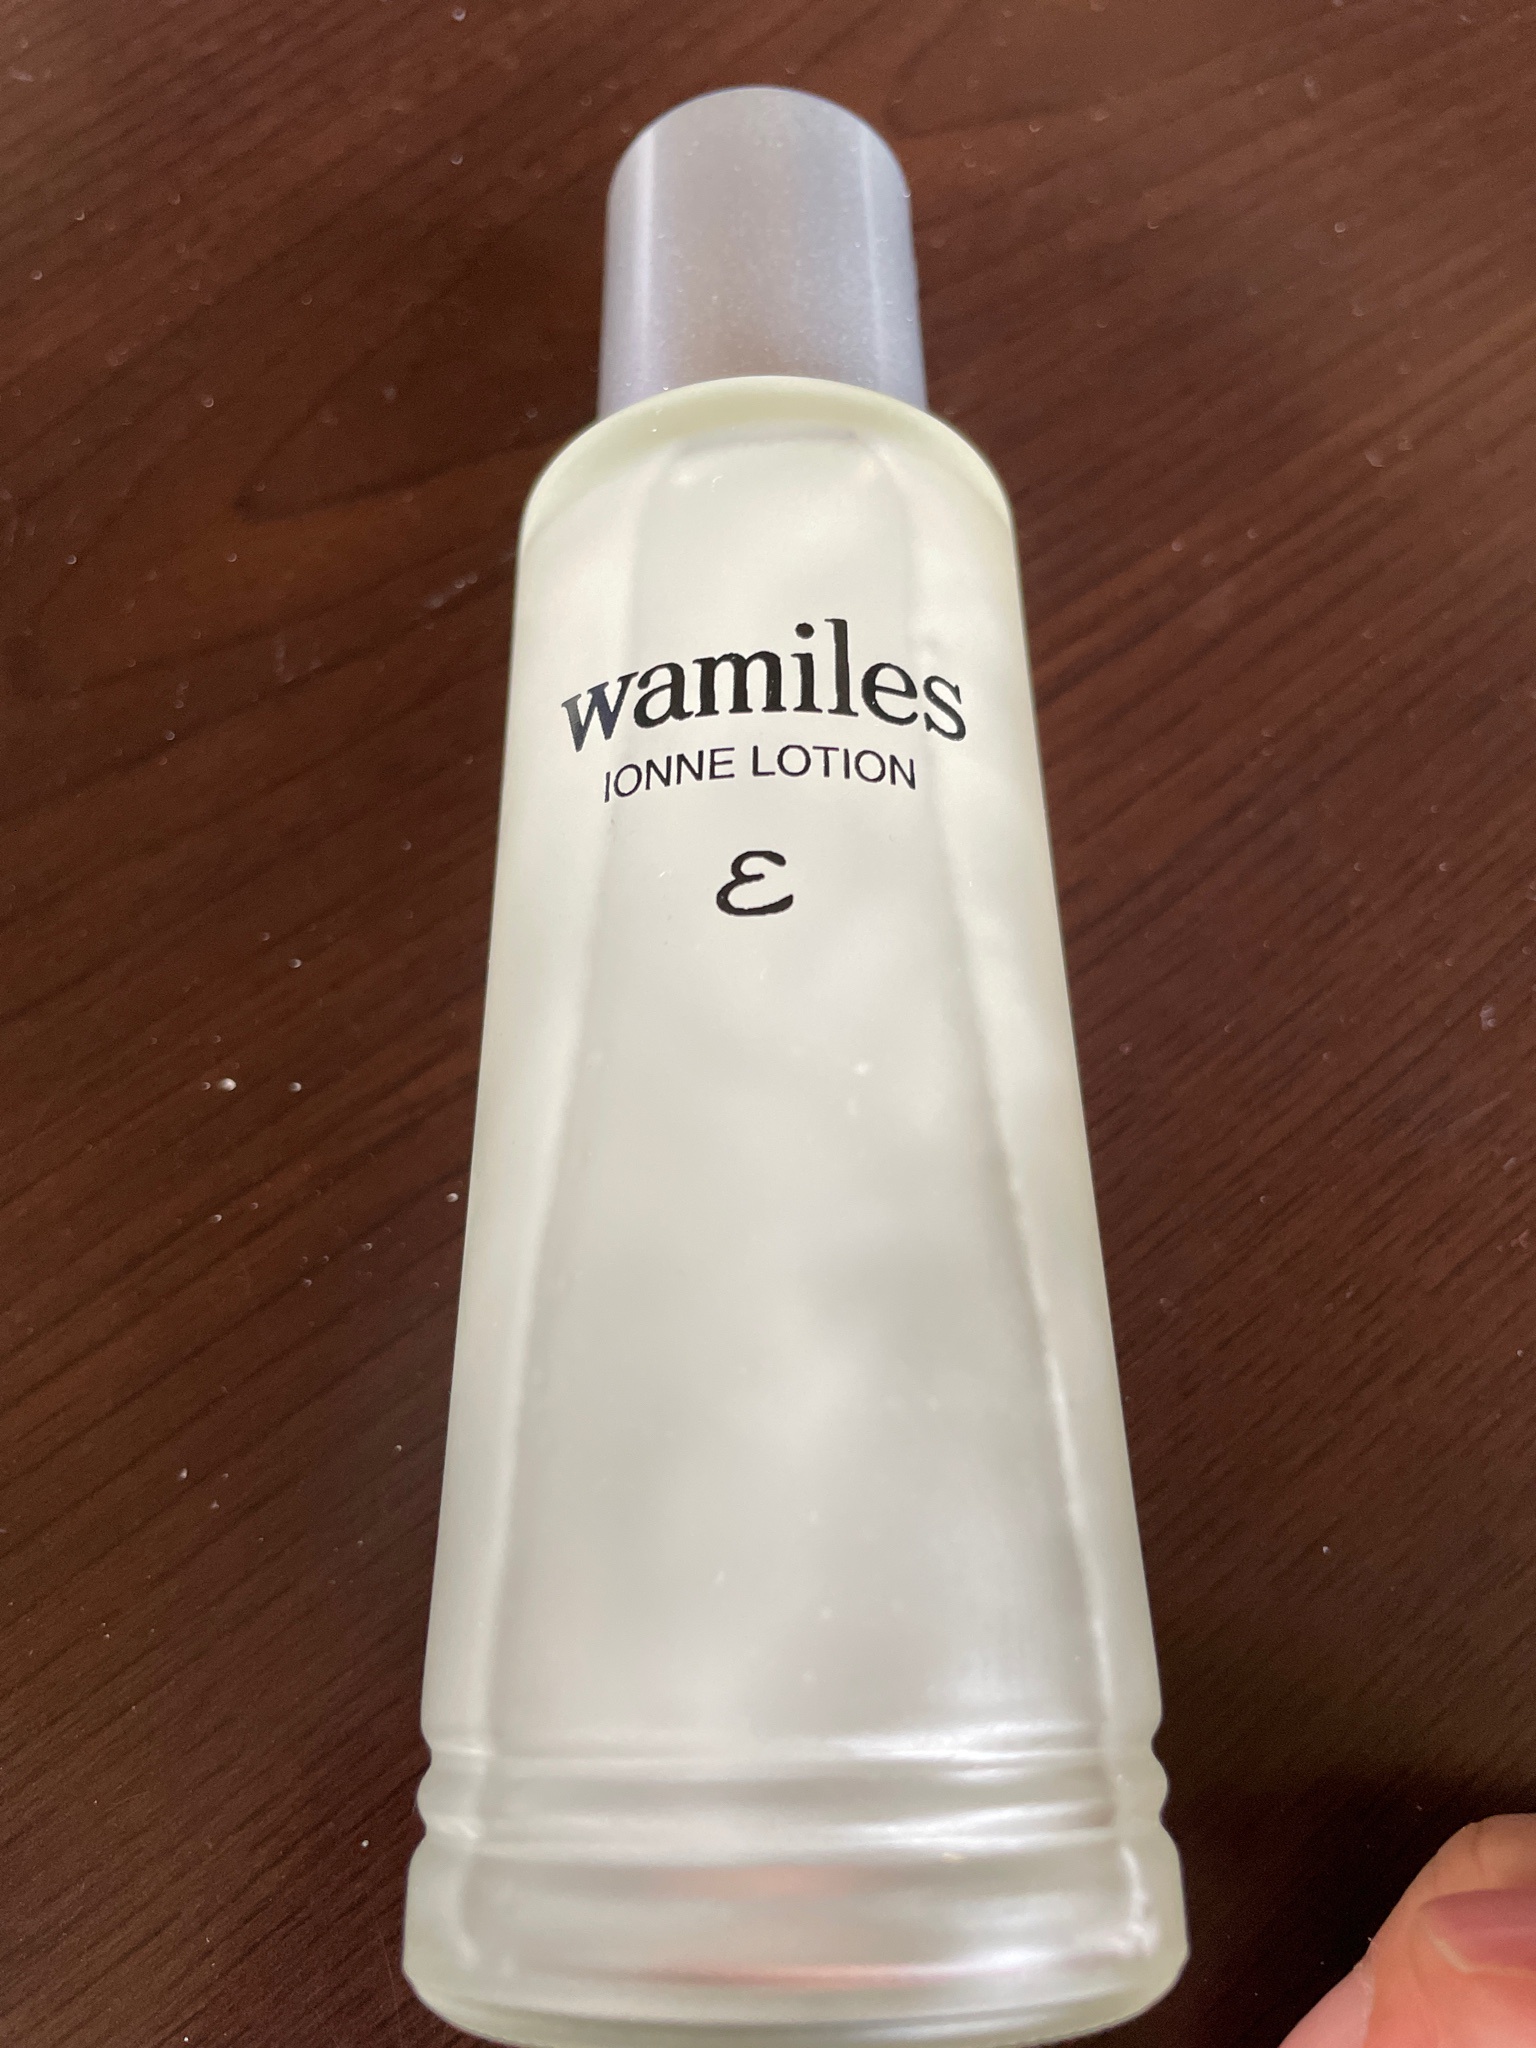 wamiles
IONNE LOTION
ε